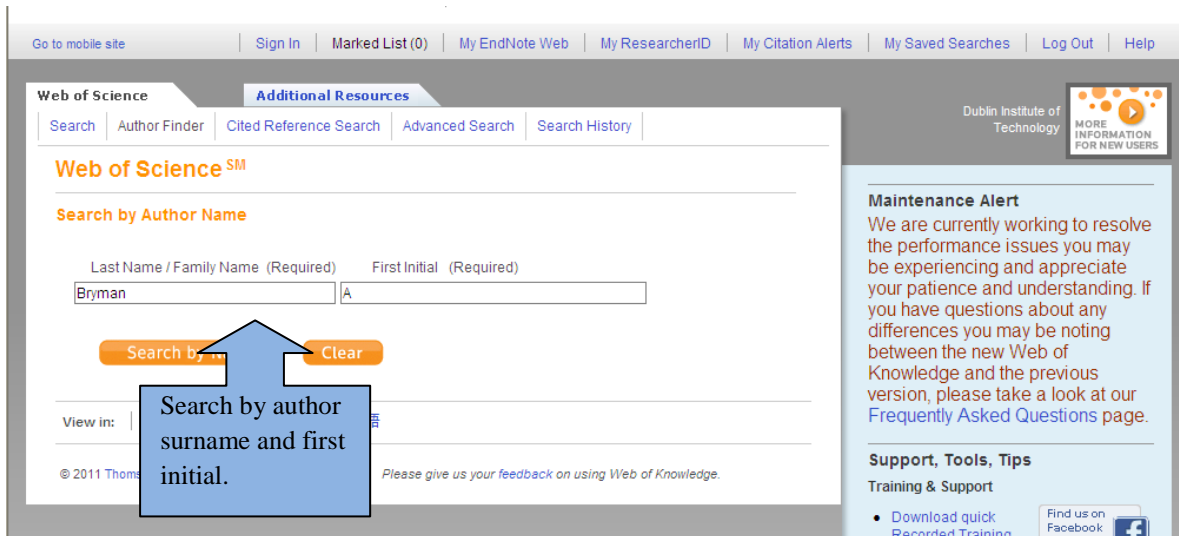 Go to mobile site Sign In Marked List (0) My EndNote Web My ResearcherID My Citation Alerts My Saved Searches Log Out Help
Web of Science Additional Resources
Search Author Finder Cited Reference Search Advanced Search Search History
Web of Science SM
Search by Author Name
Last Name / Family Name (Required) First Initial (Required)
Bryman A
Search by Clear
Search by author
surname and first
initial.
View in:
© 2011 Please give us your feedback on using Web of Knowledge.
Dublin Institute of
Technology
MORE
INFORMATION
FOR NEW USERS
Maintenance Alert
We are currently working to resolve
the performance issues you may
be experiencing and appreciate
your patience and understanding. If
you have questions about any
differences you may be noting
between the new Web of
Knowledge and the previous
version, please take a look at our
Frequently Asked Questions page.
Support, Tools, Tips
Training & Support
• Download quick
Recorded Training
Find us on
Facebook